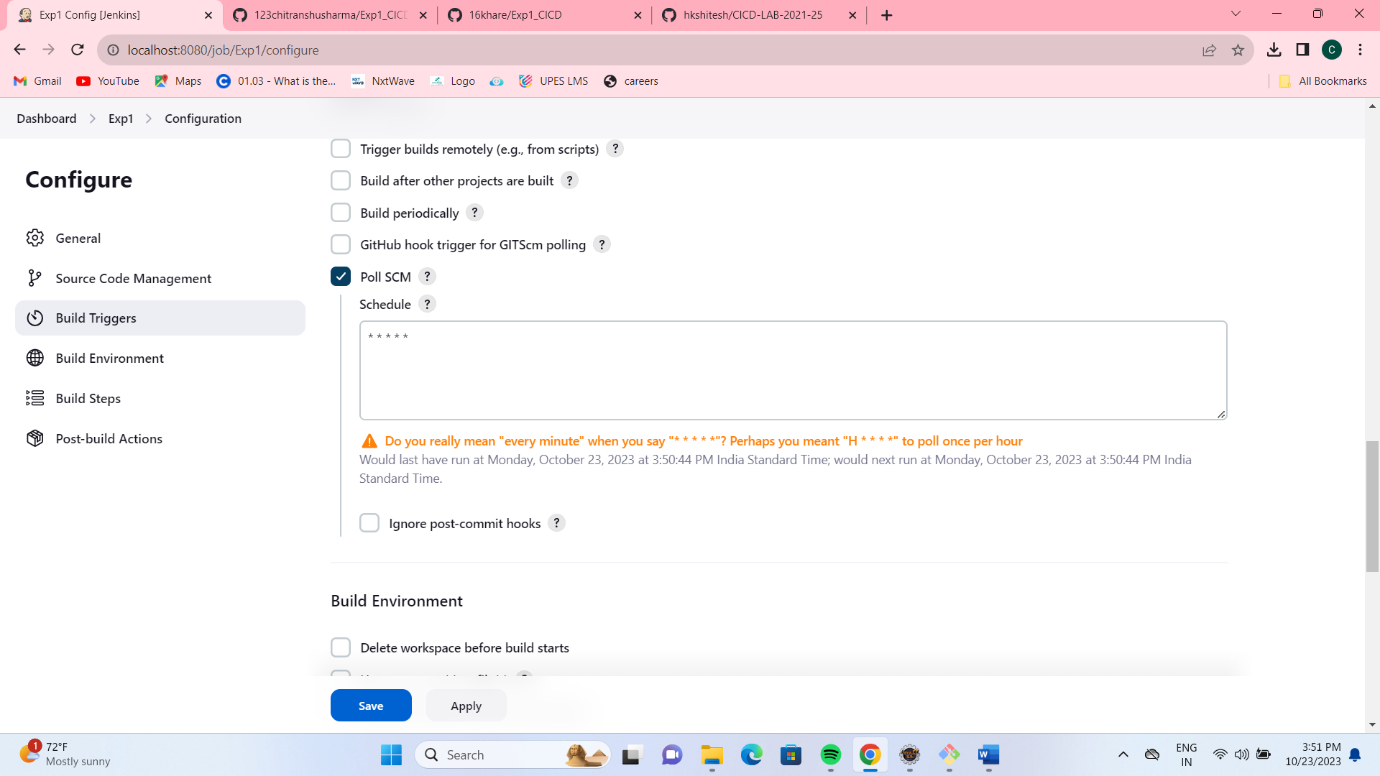 Exp1 Config [Jenkins]
123chitranshusharma/Exp1_CICD
16khare/Exp1_CICD
hkshitesh/CICD-LAB-2021-25
localhost:8080/job/Exp1/configure
C
Gmail
YouTube
Maps
01.03 - What is the...
NxtWave
Logo
UPES LMS
careers
All Bookmarks
Dashboard > Exp1 > Configuration
Configure
General
Source Code Management
Build Triggers
Build Environment
Build Steps
Post-build Actions
Trigger builds remotely (e.g., from scripts) ?
Build after other projects are built ?
Build periodically ?
GitHub hook trigger for GITScm polling ?
Poll SCM ?
Schedule ?
* * * * *
Do you really mean "every minute" when you say "* * * * *"? Perhaps you meant "H * * * *" to poll once per hour
Would last have run at Monday, October 23, 2023 at 3:50:44 PM India Standard Time; would next run at Monday, October 23, 2023 at 3:50:44 PM India
Standard Time.
Ignore post-commit hooks ?
Build Environment
Delete workspace before build starts
Save
Apply
1
72°F
Mostly sunny
Search
ENG
IN
3:51 PM
10/23/2023